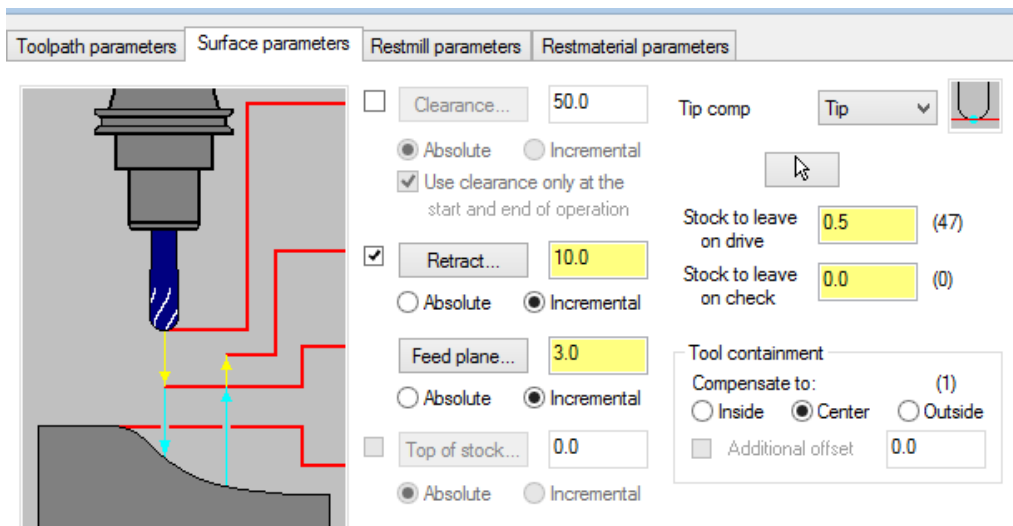 Toolpath parameters Surface parameters Restmill parameters Restmaterial parameters
Clearance... 50.0
Absolute Incremental
Use clearance only at the
start and end of operation
Retract... 10.0
Absolute Incremental
Feed plane... 3.0
Absolute Incremental
Top of stock... 0.0
Absolute Incremental
Tip comp Tip
Stock to leave
on drive 0.5 (47)
Stock to leave
on check 0.0 (0)
Tool containment
Compensate to: (1)
Inside Center Outside
Additional offset 0.0